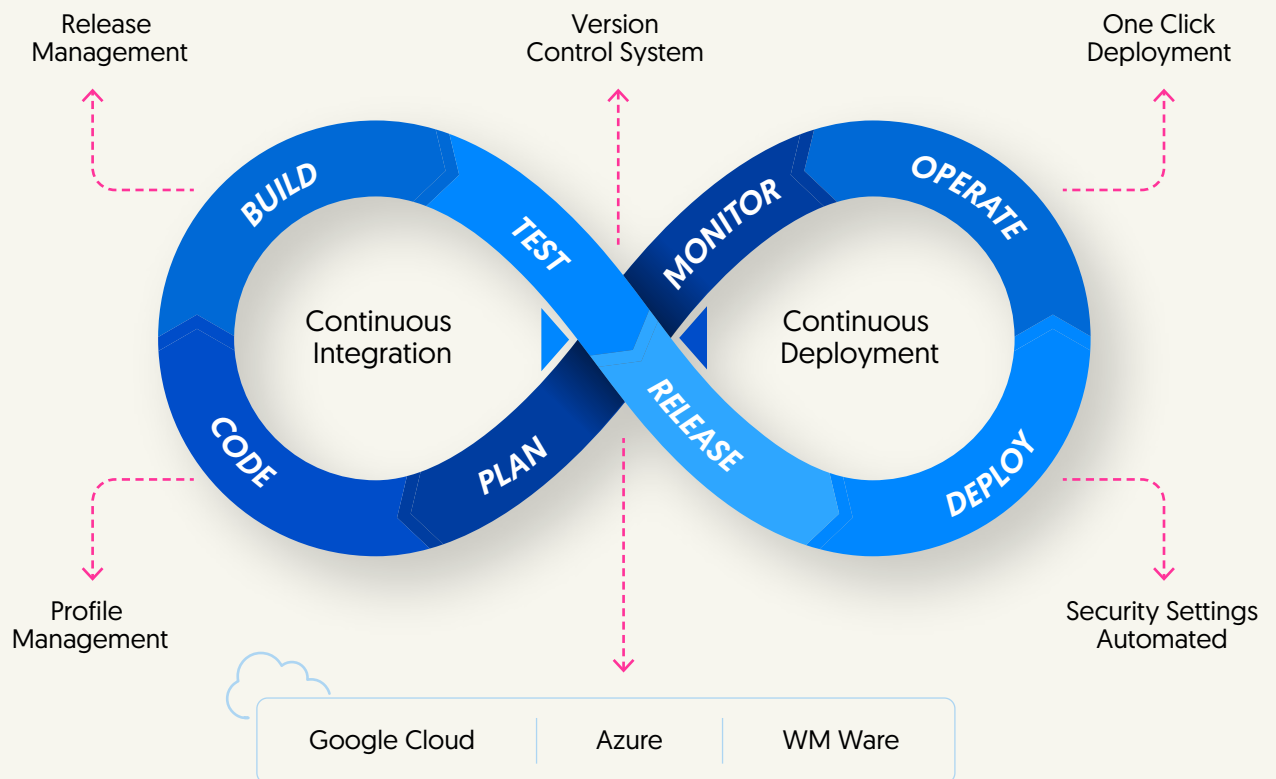 Release
Management
Version
Control System
One Click
Deployment
BUILD
TEST
MONITOR
OPERATE
Continuous
Integration
Continuous
Deployment
CODE
PLAN
RELEASE
DEPLOY
Profile
Management
Security Settings
Automated
Google Cloud
Azure
WM Ware